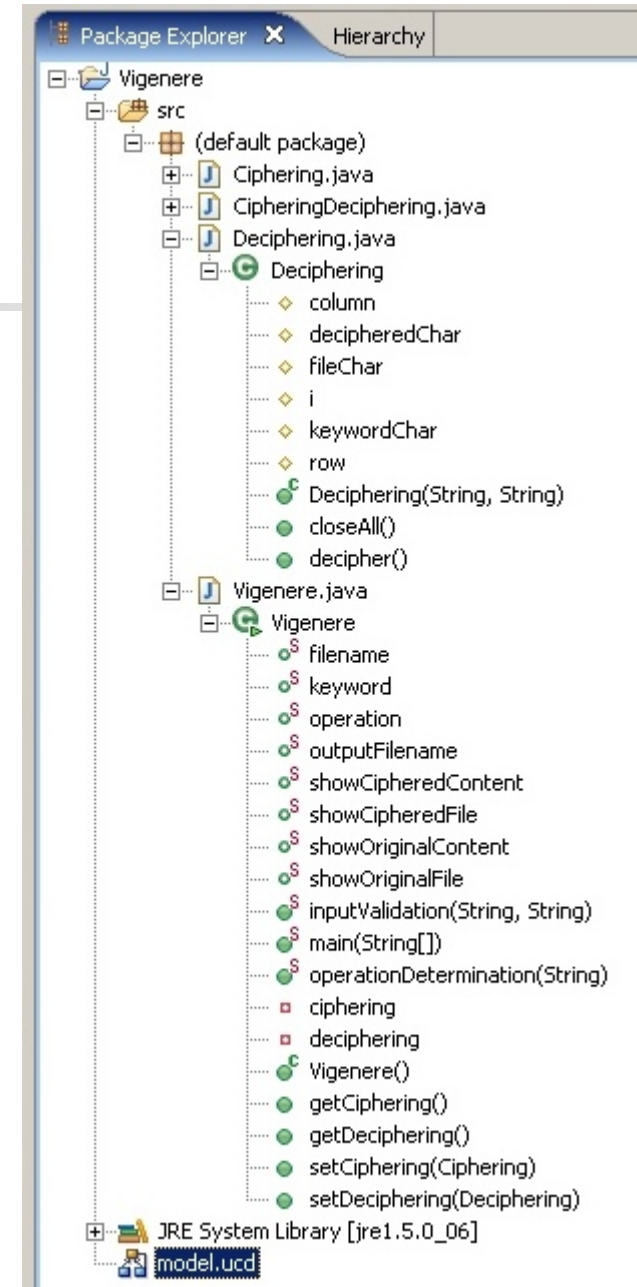 Package Explorer
Hierarchy
Vigenere
src
(default package)
Ciphering.java
CipheringDeciphering.java
Deciphering.java
Deciphering
column
decipheredChar
fileChar
i
keywordChar
row
Deciphering(String, String)
closeAll()
decipher()
Vigenere.java
Vigenere
filename
keyword
operation
outputFilename
showCipheredContent
showCipheredFile
showOriginalContent
showOriginalFile
inputValidation(String, String)
main(String[])
operationDetermination(String)
ciphering
deciphering
Vigenere()
getCiphering()
getDeciphering()
setCiphering(Ciphering)
setDeciphering(Deciphering)
JRE System Library [jre1.5.0_06]
model.ucd